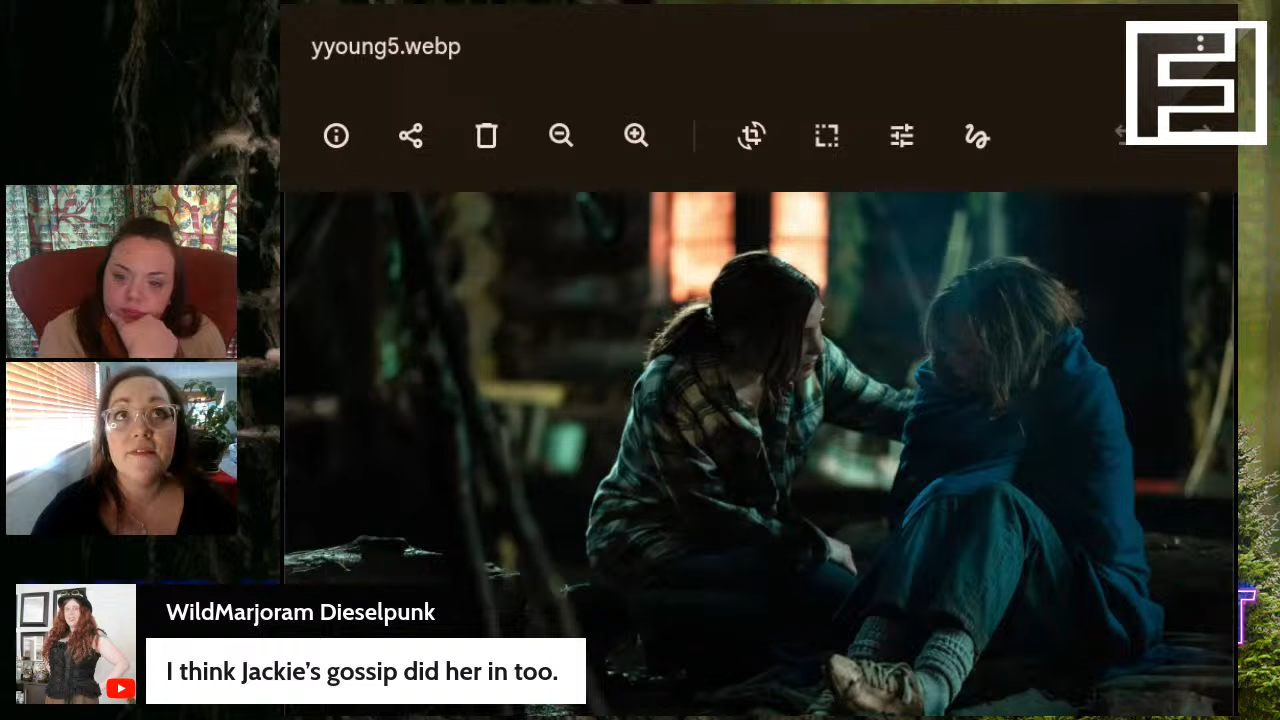 yyoung5.webp
WildMarjoram Dieselpunk
I think Jackie's gossip did her in too.